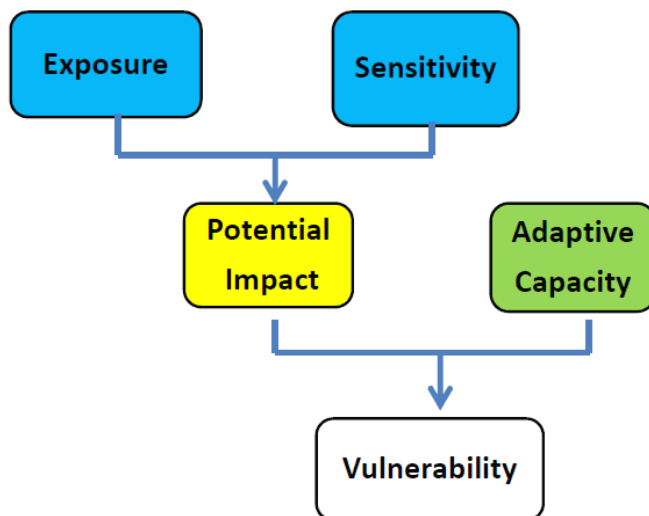 Exposure
Sensitivity
Potential
Impact
Adaptive
Capacity
Vulnerability